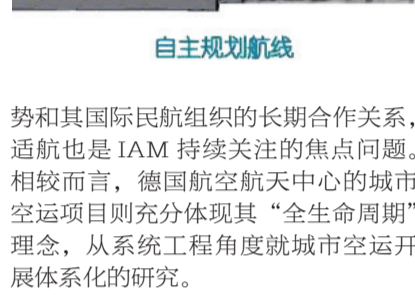 自主规划航线
势和其国际民航组织的长期合作关系，
适航也是 IAM 持续关注的焦点问题。
相较而言，德国航空航天中心的城市
空运项目则充分体现其“全生命周期”
理念，从系统工程角度就城市空运开
展体系化的研究。